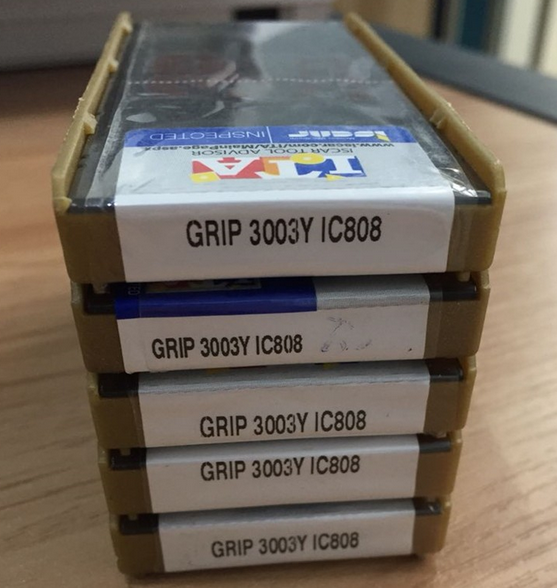 iscar
INSPECTED
www.iscar.com/ITA/MainPage.aspx
ISCAR TOOL ADVISOR
ITA
GRIP 3003Y IC808
GRIP 3003Y IC808
GRIP 3003Y IC808
GRIP 3003Y IC808
GRIP 3003Y IC808